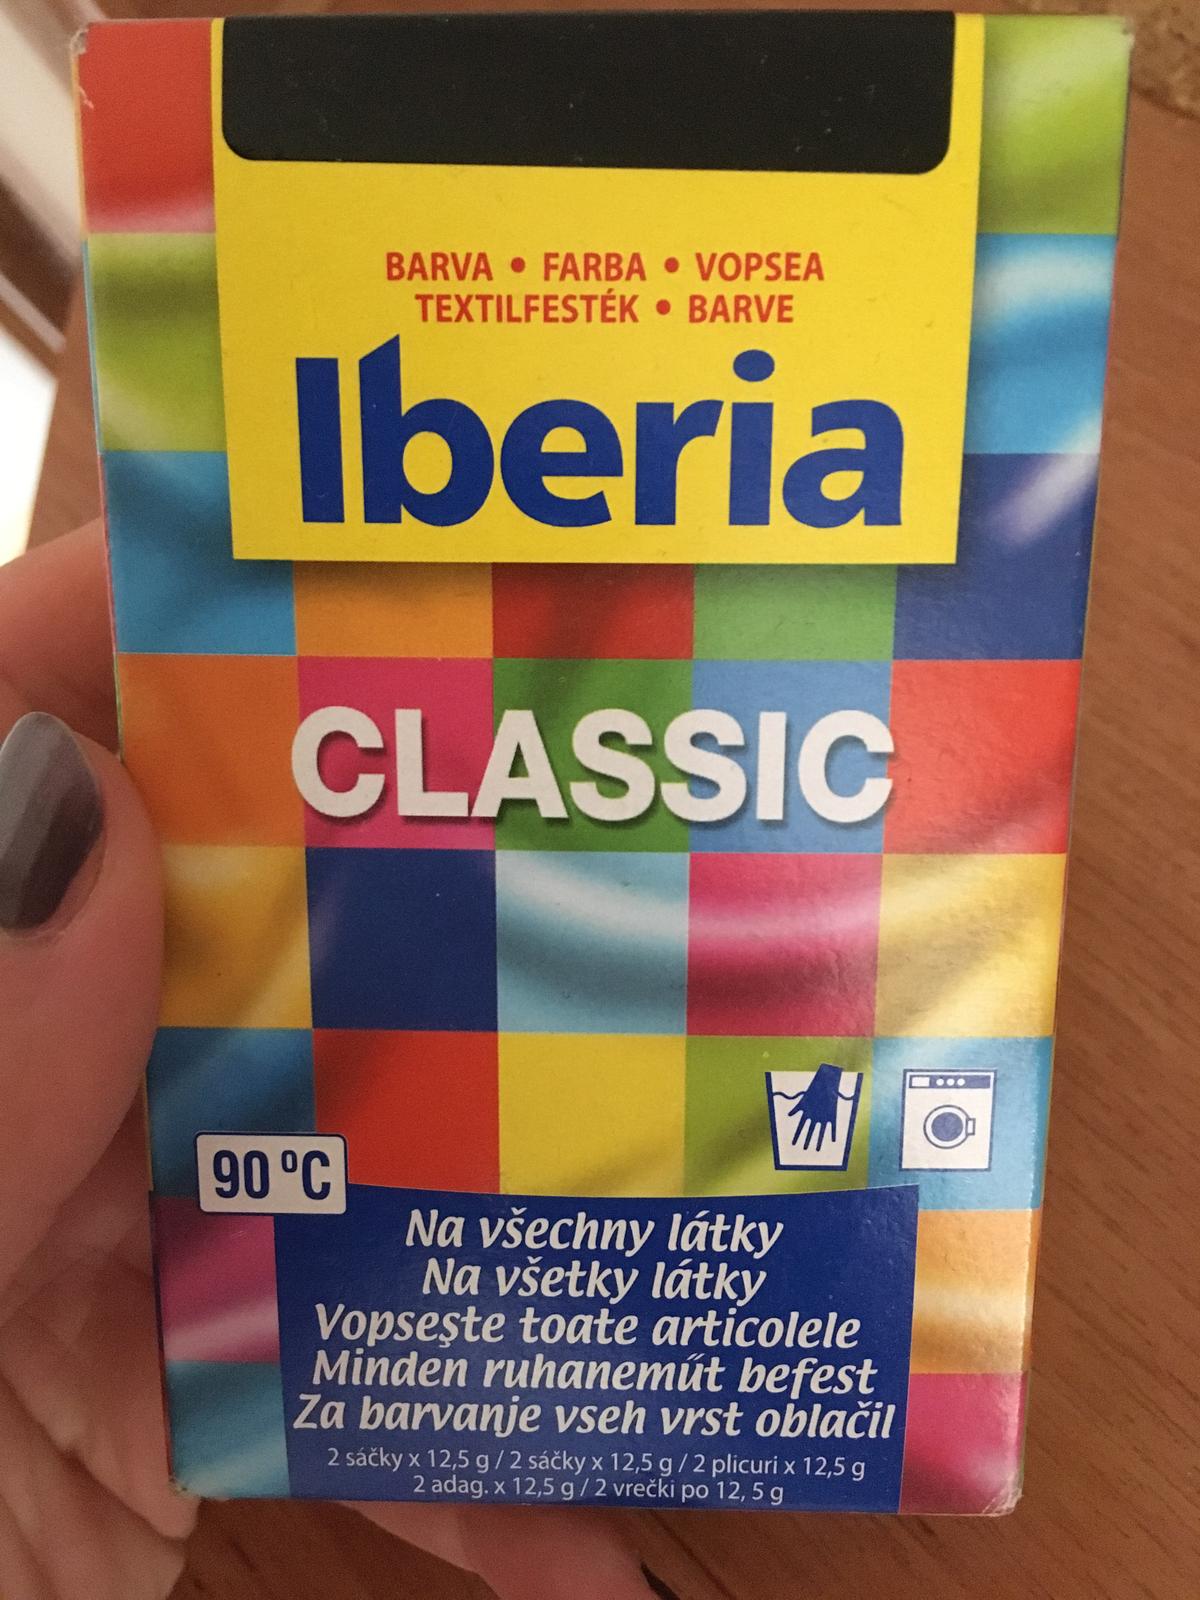 BARVA • FARBA • VOPSEA
TEXTILFESTÉK • BARVE
Iberia
CLASSIC
90 ºC
Na všechny látky
Na všetky látky
Vopseşte toate articolele
Minden ruhaneműt befest
Za barvanje vseh vrst oblačil
2 sáčky x 12,5 g / 2 sáčky x 12,5 g / 2 plicuri x 12,5 g
2 adag. x 12,5 g / 2 vrečki po 12, 5 g